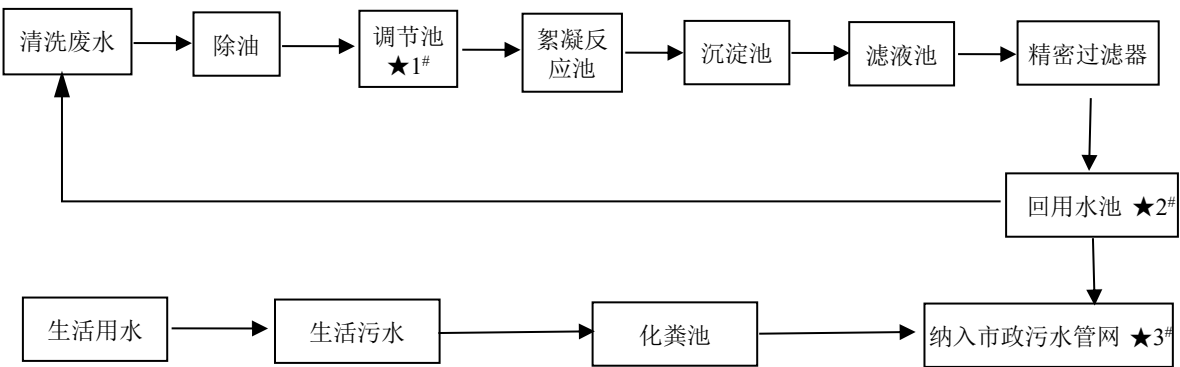 清洗废水
除油
调节池
★1#
絮凝反
应池
沉淀池
滤液池
精密过滤器
回用水池 ★2#
生活用水
生活污水
化粪池
纳入市政污水管网 ★3#